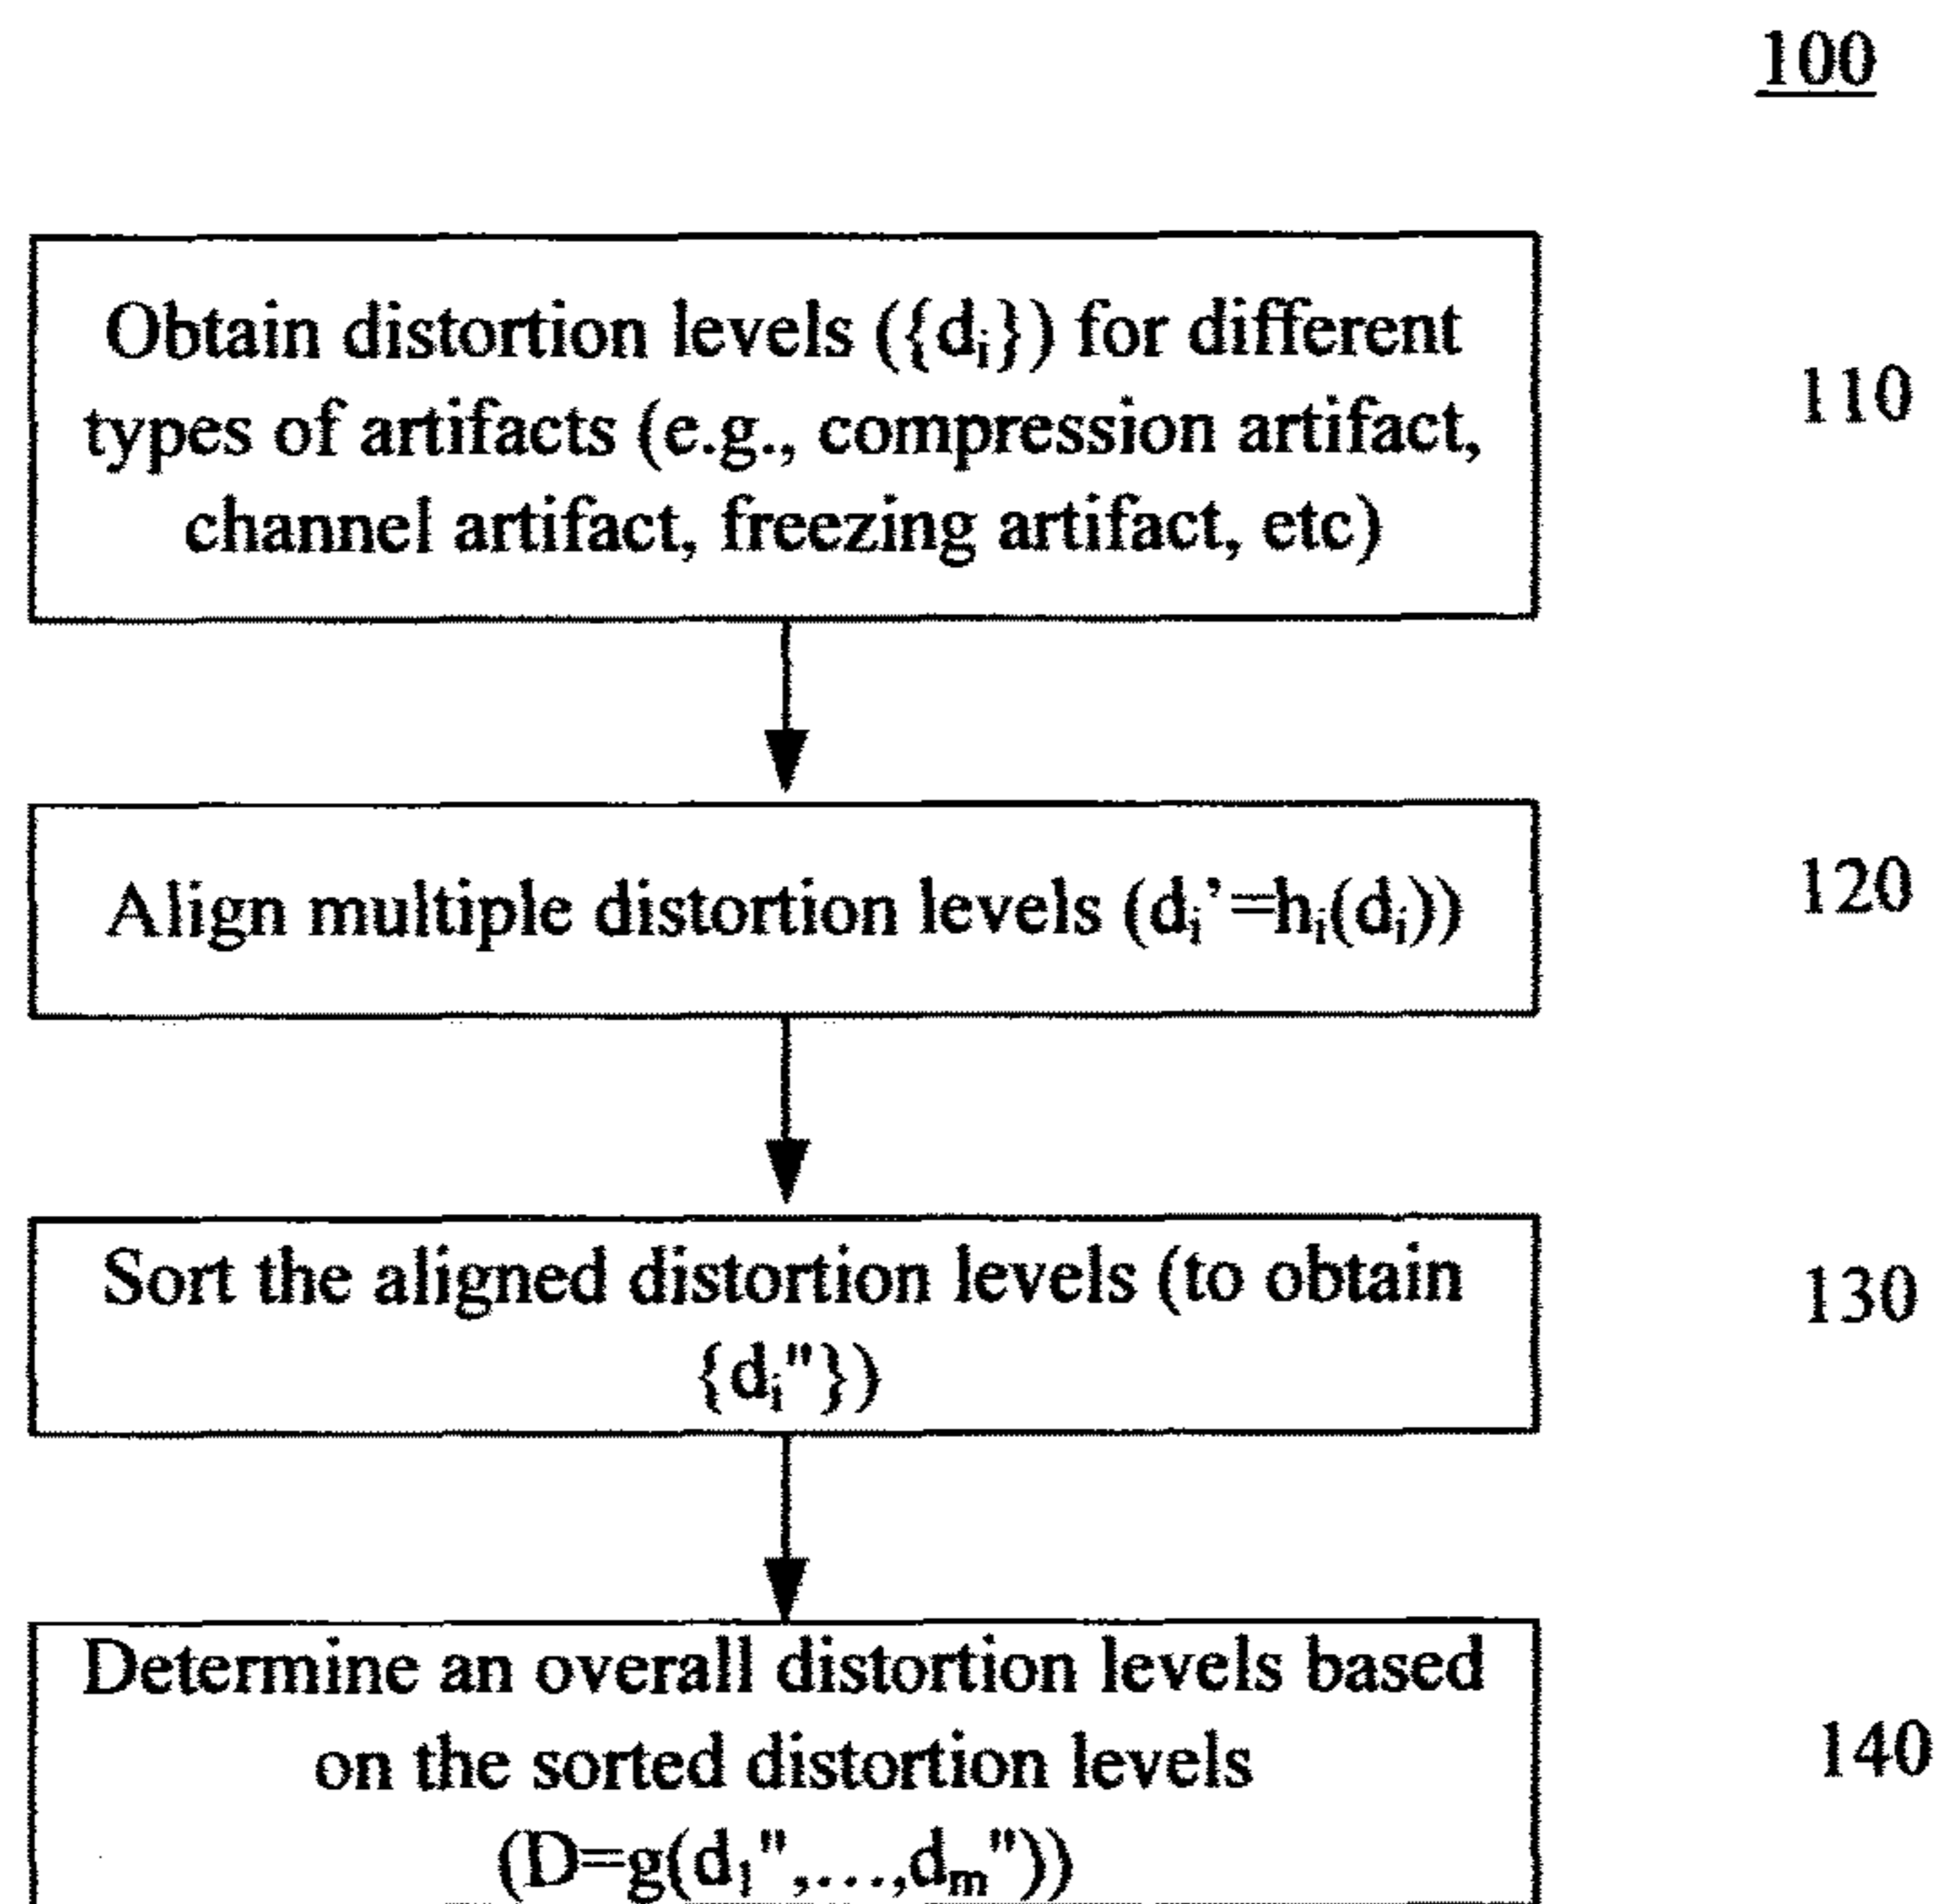 100
Obtain distortion levels ({dᵢ}) for different
types of artifacts (e.g., compression artifact,
channel artifact, freezing artifact, etc)
110
Align multiple distortion levels (dᵢ’=hᵢ(dᵢ))
120
Sort the aligned distortion levels (to obtain
{dᵢ"})
130
Determine an overall distortion levels based
on the sorted distortion levels
(D=g(d₁",...,dₘ"))
140